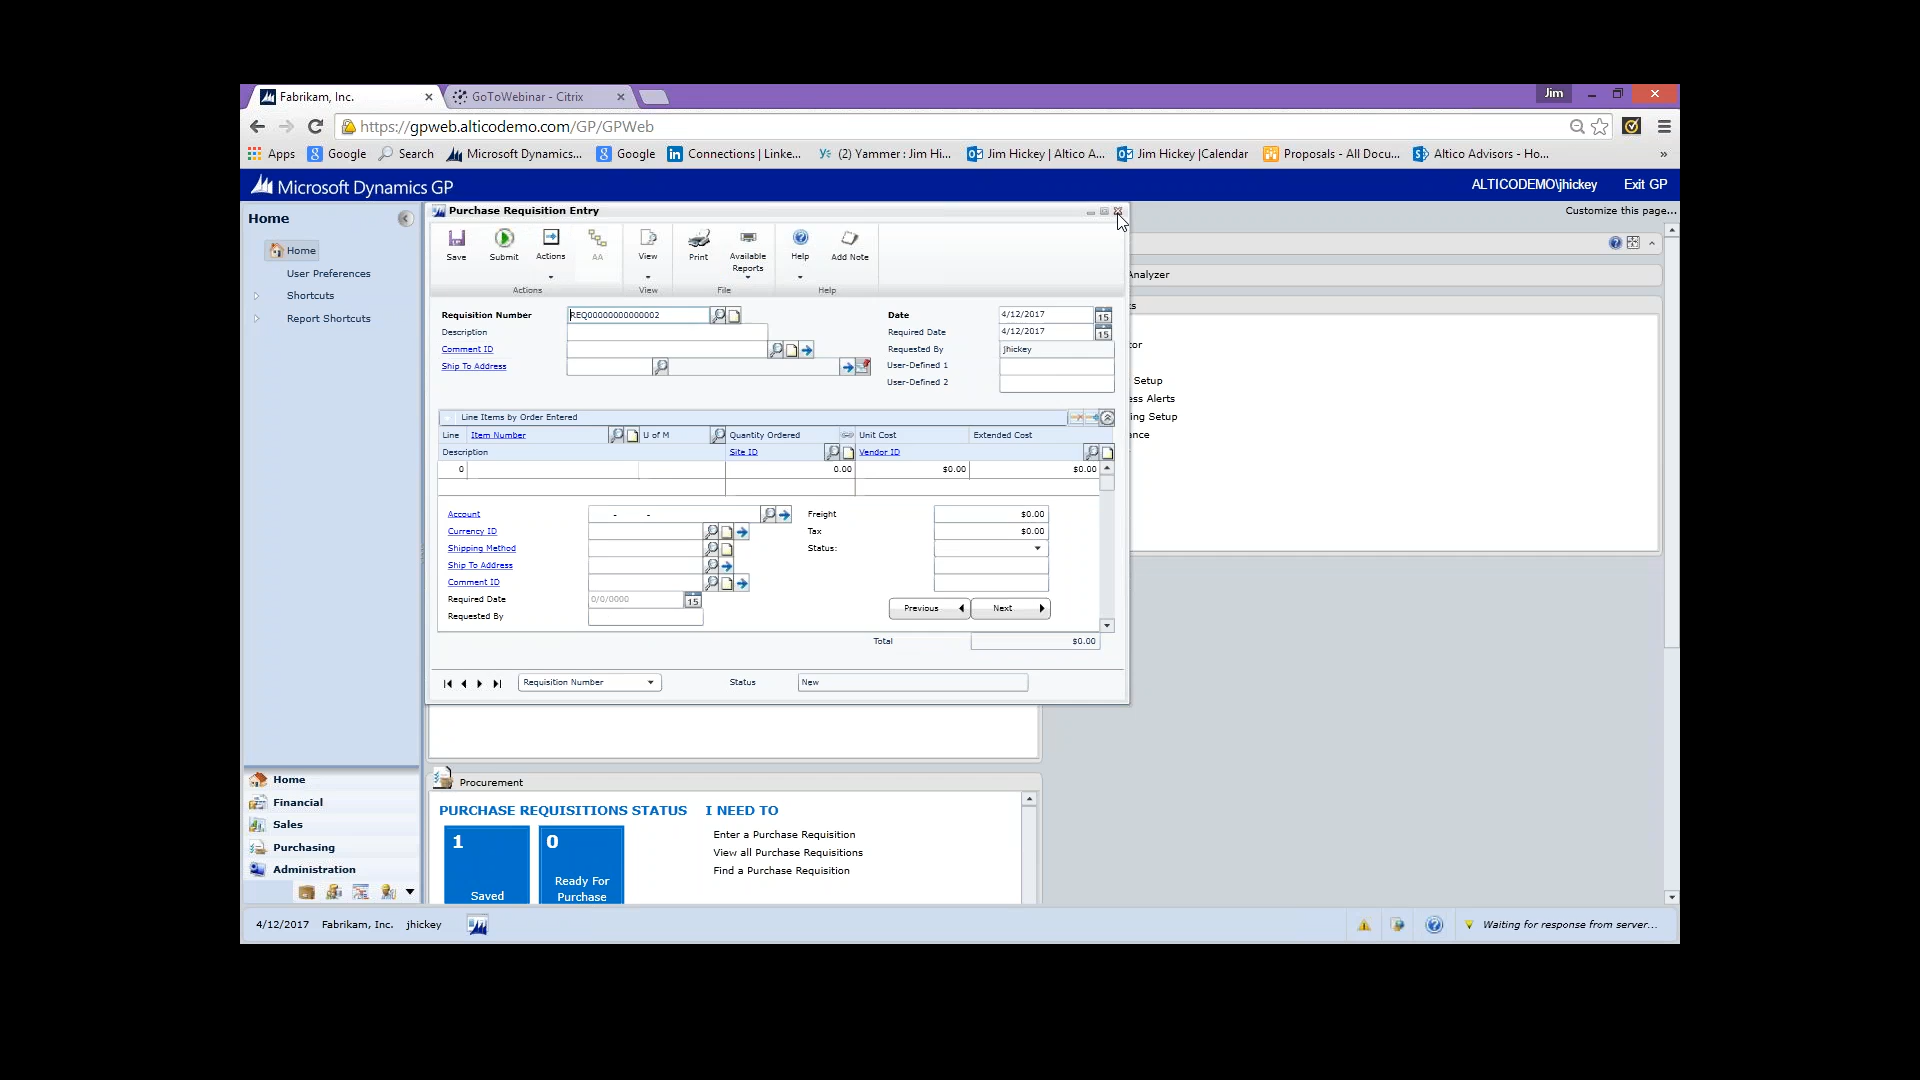 Fabrikam, Inc.
GoToWebinar - Citrix
Jim
https://gpweb.alticodemo.com/GP/GPWeb
Apps
Google
Search
Microsoft Dynamics...
Google
Connections | Linke...
(2) Yammer : Jim Hi...
Jim Hickey | Altico A...
Jim Hickey |Calendar
Proposals - All Docu...
Altico Advisors - Ho...
»
Microsoft Dynamics GP
ALTICODEMO\jhickey
Exit GP
Home
Customize this page...
Home
User Preferences
Shortcuts
Report Shortcuts
Purchase Requisition Entry
Save
Submit
Actions
AA
View
Print
Available
Reports
Help
Add Note
Actions
View
File
Help
Requisition Number
REQ00000000000002
Description
Comment ID
Ship To Address
Date
4/12/2017
15
Required Date
4/12/2017
15
Requested By
jhickey
User-Defined 1
User-Defined 2
Line Items by Order Entered
Line
Item Number
U of M
Quantity Ordered
Unit Cost
Extended Cost
Description
Site ID
Vendor ID
0
0.00
$0.00
$0.00
Account
- -
Currency ID
Shipping Method
Ship To Address
Comment ID
Required Date
0/0/0000
15
Requested By
Freight
$0.00
Tax
$0.00
Status:
Previous
Next
Total
$0.00
Requisition Number
Status
New
Analyzer
Setup
Home
Financial
Sales
Purchasing
Administration
Procurement
PURCHASE REQUISITIONS STATUS
I NEED TO
1
Saved
0
Ready For
Purchase
Enter a Purchase Requisition
View all Purchase Requisitions
Find a Purchase Requisition
4/12/2017
Fabrikam, Inc.
jhickey
Waiting for response from server...